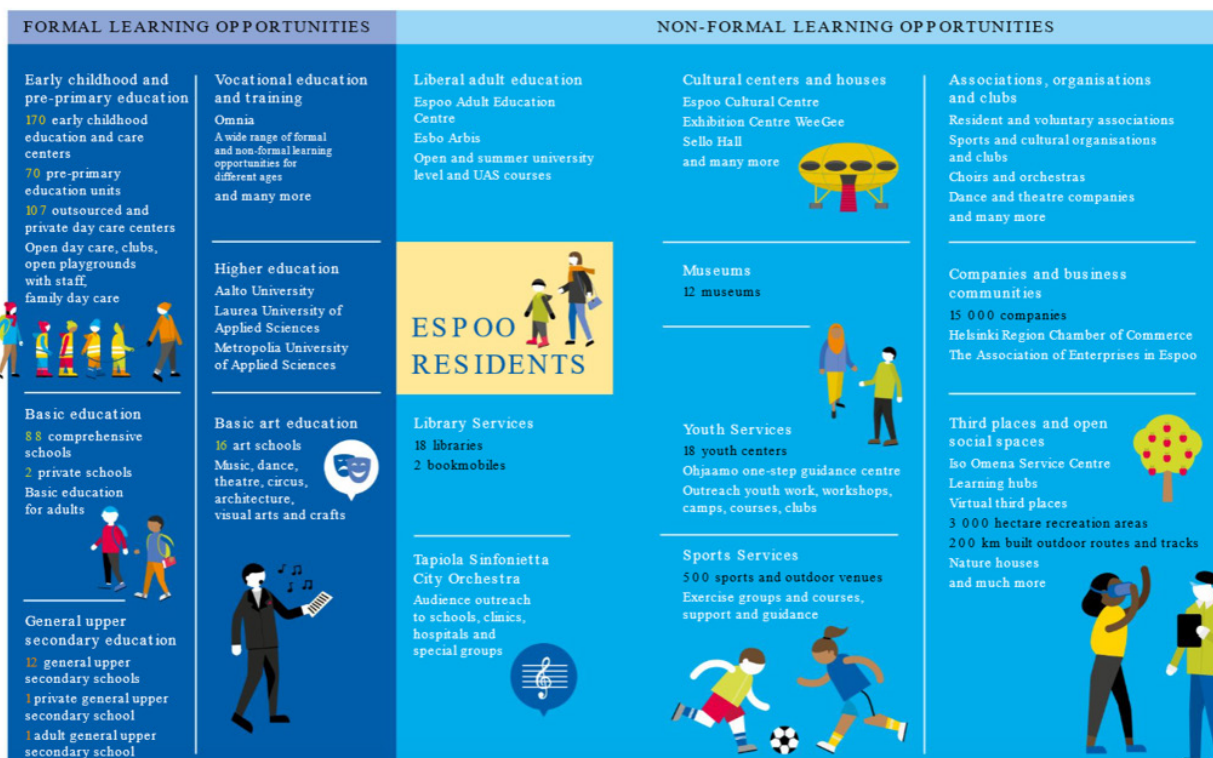 FORMAL LEARNING OPPORTUNITIES
NON-FORMAL LEARNING OPPORTUNITIES
Early childhood and
pre-primary education
170 early childhood
education and care
centers
70 pre-primary
education units
107 outsourced and
private day care centers
Open day care, clubs,
open playgrounds
with staff,
family day care
Basic education
88 comprehensive
schools
2 private schools
Basic education
for adults
General upper
secondary education
12 general upper
secondary schools
1 private general upper
secondary school
1 adult general upper
secondary school
Vocational education
and training
Omnia
A wide range of formal
and non-formal learning
opportunities for
different ages
and many more
Higher education
Aalto University
Laurea University of
Applied Sciences
Metropolia University
of Applied Sciences
Basic art education
16 art schools
Music, dance,
theatre, circus,
architecture,
visual arts and crafts
Liberal adult education
Espoo Adult Education
Centre
Esbo Arbis
Open and summer university
level and UAS courses
ESPOO
RESIDENTS
Library Services
18 libraries
2 bookmobiles
Tapiola Sinfonietta
City Orchestra
Audience outreach
to schools, clinics,
hospitals and
special groups
Cultural centers and houses
Espoo Cultural Centre
Exhibition Centre WeeGee
Sello Hall
and many more
Museums
12 museums
Youth Services
18 youth centers
Ohjaamo one-step guidance centre
Outreach youth work, workshops,
camps, courses, clubs
Sports Services
500 sports and outdoor venues
Exercise groups and courses,
support and guidance
Associations, organisations
and clubs
Resident and voluntary associations
Sports and cultural organisations
and clubs
Choirs and orchestras
Dance and theatre companies
and many more
Companies and business
communities
15 000 companies
Helsinki Region Chamber of Commerce
The Association of Enterprises in Espoo
Third places and open
social spaces
Iso Omena Service Centre
Learning hubs
Virtual third places
3 000 hectare recreation areas
200 km built outdoor routes and tracks
Nature houses
and much more